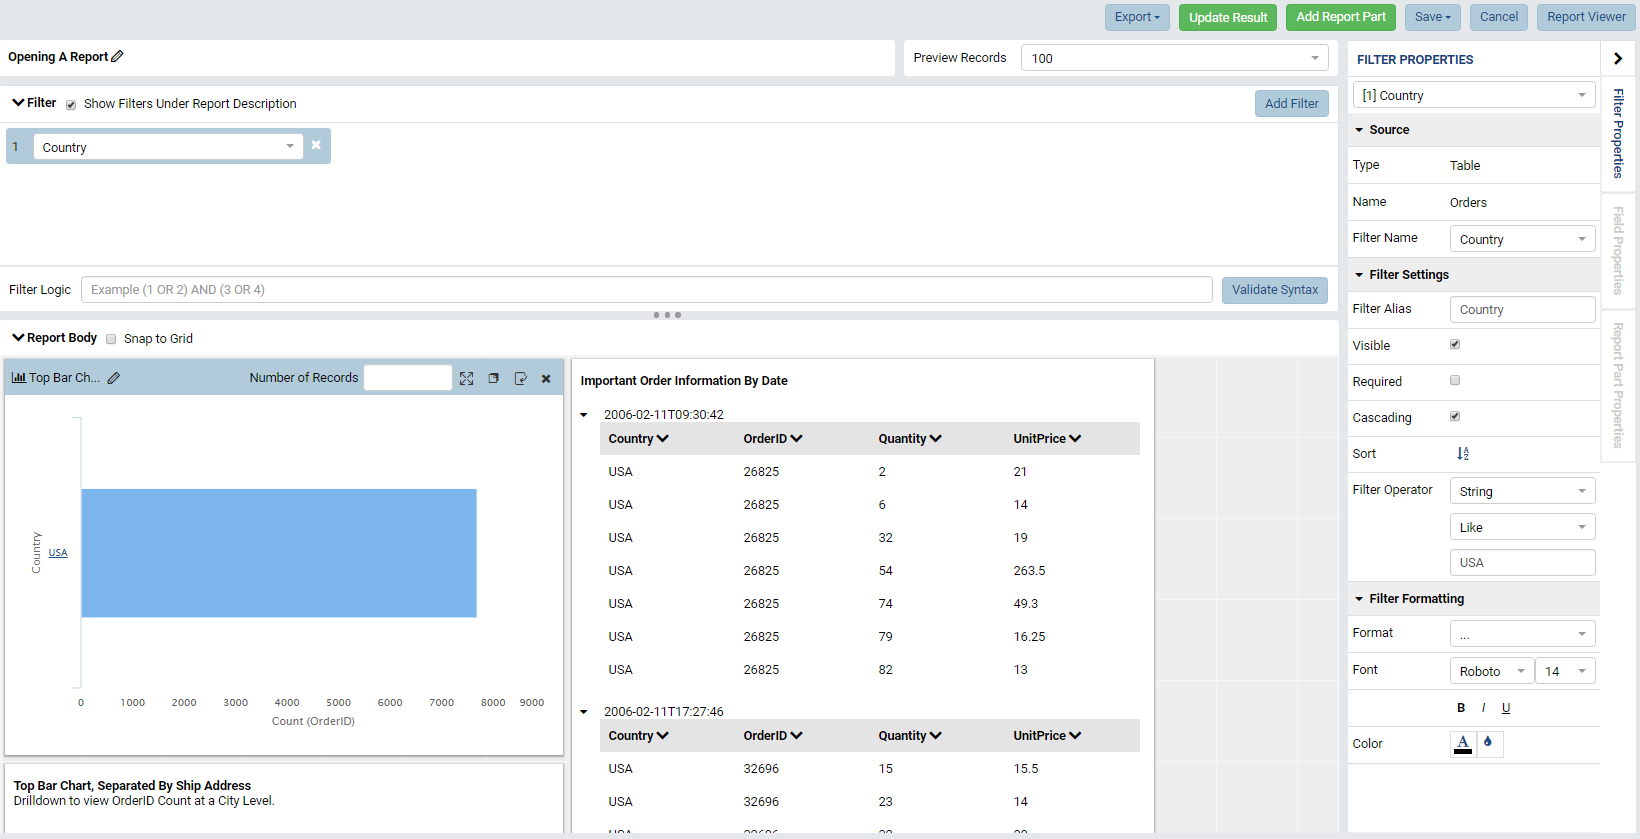 Export Update Result Add Report Part Save Cancel Report Viewer
Opening A Report
Preview Records 100
Filter Show Filters Under Report Description Add Filter
1 Country
Filter Logic Example (1 OR 2) AND (3 OR 4) Validate Syntax
Report Body Snap to Grid
Top Bar Ch... Number of Records
Country
USA
0 1000 2000 3000 4000 5000 6000 7000 8000 9000
Count (OrderID)
Top Bar Chart, Separated By Ship Address
Drilldown to view OrderID Count at a City Level.
Important Order Information By Date
2006-02-11T09:30:42
Country OrderID Quantity UnitPrice
USA 26825 2 21
USA 26825 6 14
USA 26825 32 19
USA 26825 54 263.5
USA 26825 74 49.3
USA 26825 79 16.25
USA 26825 82 13
2006-02-11T17:27:46
Country OrderID Quantity UnitPrice
USA 32696 15 15.5
USA 32696 23 14
FILTER PROPERTIES
[1] Country
Source
Type Table
Name Orders
Filter Name Country
Filter Settings
Filter Alias Country
Visible
Required
Cascading
Sort
Filter Operator String
Like
USA
Filter Formatting
Format ...
Font Roboto 14
B I U
Color A
Filter Properties
Field Properties
Report Part Properties